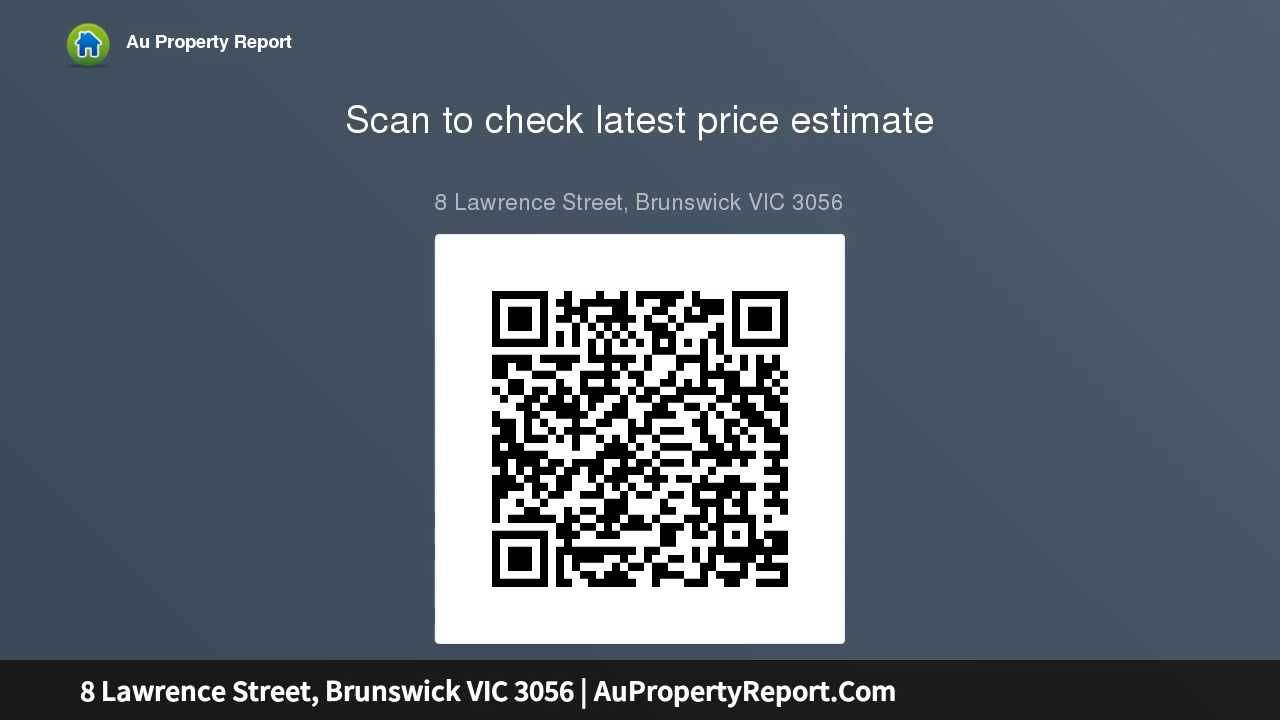 Au Property Report
Scan to check latest price estimate
8 Lawrence Street, Brunswick VIC 3056
8 Lawrence Street, Brunswick VIC 3056 | AuPropertyReport.Com